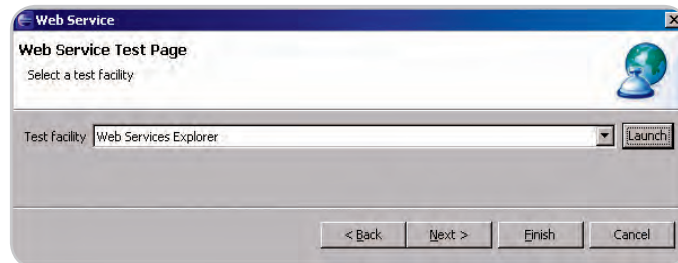 Web Service
Web Service Test Page
Select a test facility
Test facility Web Services Explorer Launch
< Back Next > Finish Cancel